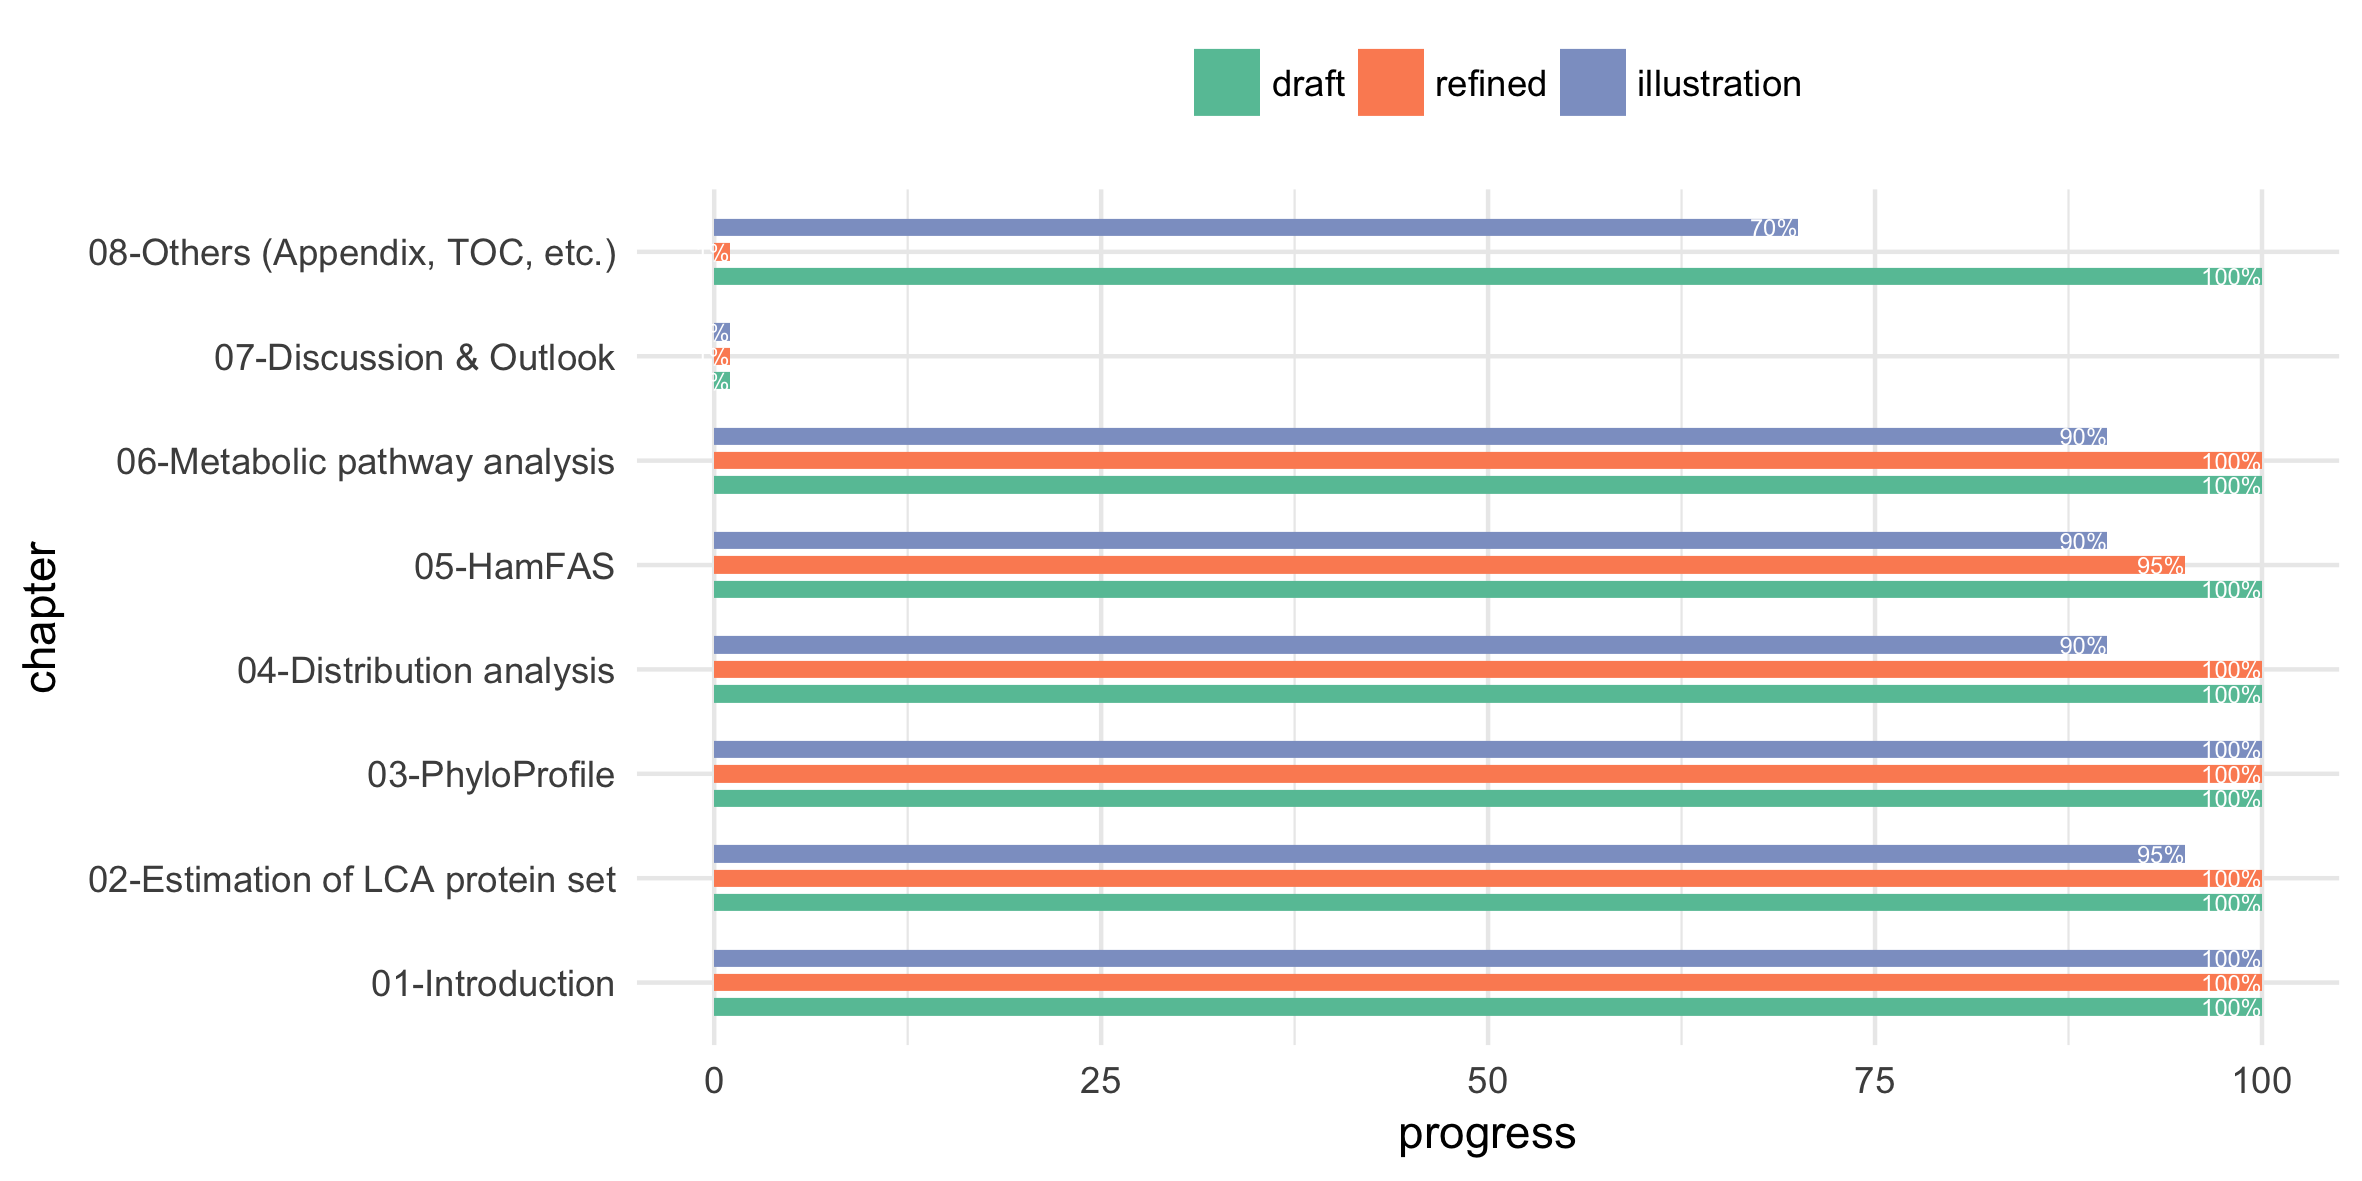 draft refined illustration
08-Others (Appendix, TOC, etc.)
70%
%
100%
07-Discussion & Outlook
%
%
%
06-Metabolic pathway analysis
90%
100%
100%
05-HamFAS
90%
95%
100%
04-Distribution analysis
90%
100%
100%
03-PhyloProfile
100%
100%
100%
02-Estimation of LCA protein set
95%
100%
100%
01-Introduction
100%
100%
100%
0 25 50 75 100
progress
chapter